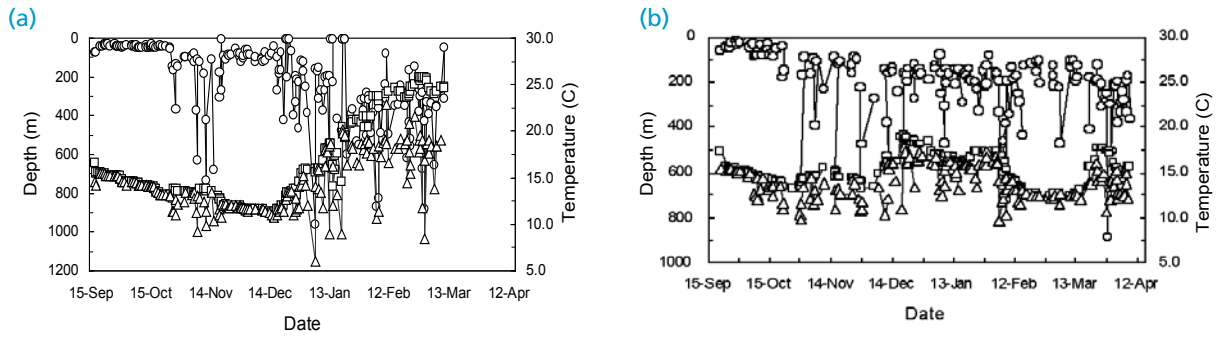 (a)
Depth (m)
0
200
400
600
800
1000
1200
30.0
25.0
20.0
15.0
10.0
5.0
Temperature (C)
15-Sep 15-Oct 14-Nov 14-Dec 13-Jan 12-Feb 13-Mar 12-Apr
Date
(b)
Depth (m)
0
200
400
600
800
1000
30.0
25.0
20.0
15.0
10.0
5.0
Temperature (C)
15-Sep 15-Oct 14-Nov 14-Dec 13-Jan 12-Feb 13-Mar 12-Apr
Date